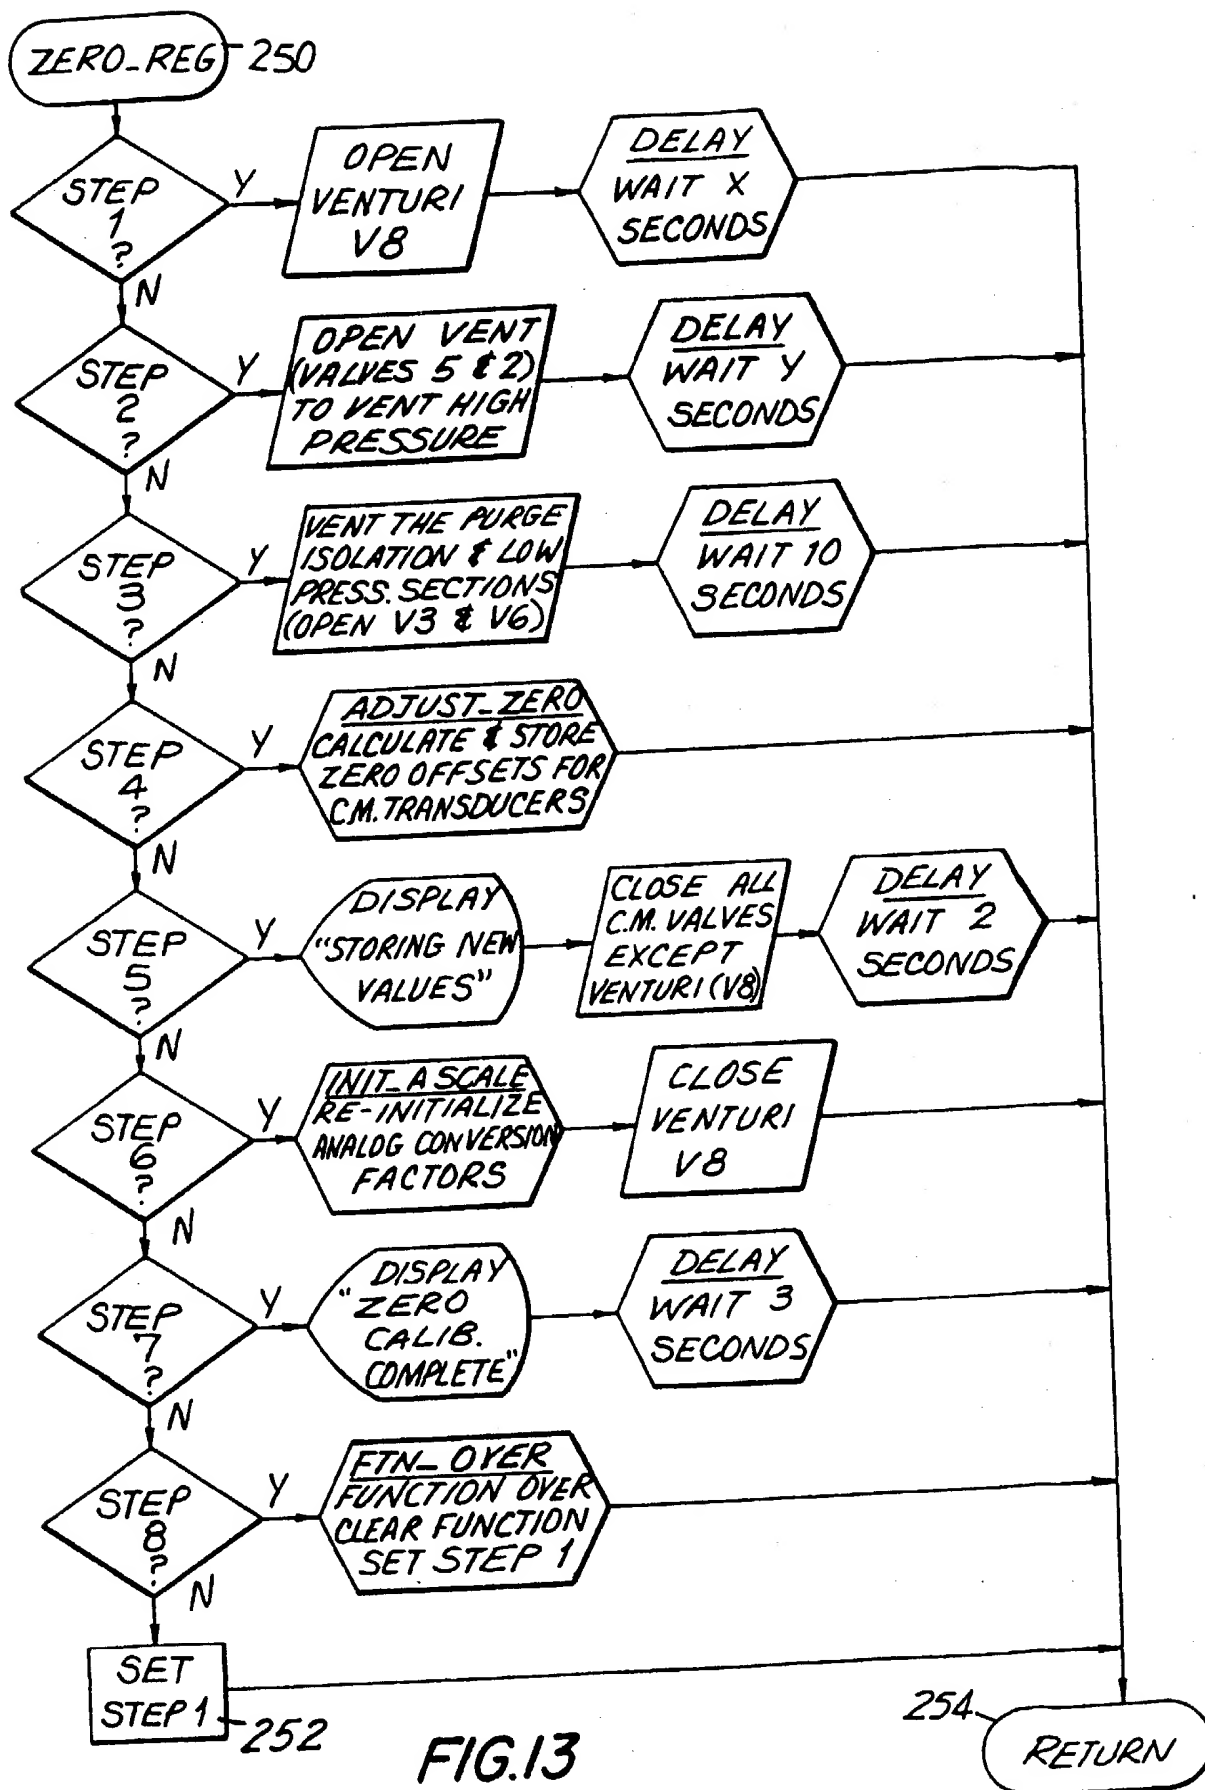 ZERO_REG 250
STEP
1
?
Y
N
OPEN
VENTURI
V8
DELAY
WAIT X
SECONDS
STEP
2
?
Y
N
OPEN VENT
(VALVES 5 & 2)
TO VENT HIGH
PRESSURE
DELAY
WAIT Y
SECONDS
STEP
3
?
Y
N
VENT THE PURGE
ISOLATION & LOW
PRESS. SECTIONS
(OPEN V3 & V6)
DELAY
WAIT 10
SECONDS
STEP
4
?
Y
N
ADJUST_ZERO
CALCULATE & STORE
ZERO OFFSETS FOR
C.M. TRANSDUCERS
STEP
5
?
Y
N
DISPLAY
"STORING NEW
VALUES"
CLOSE ALL
C.M. VALVES
EXCEPT
VENTURI (V8)
DELAY
WAIT 2
SECONDS
STEP
6
?
Y
N
INIT_ASCALE
RE-INITIALIZE
ANALOG CONVERSION
FACTORS
CLOSE
VENTURI
V8
STEP
7
?
Y
N
DISPLAY
"ZERO
CALIB.
COMPLETE"
DELAY
WAIT 3
SECONDS
STEP
8
?
Y
N
FTN_OVER
FUNCTION OVER
CLEAR FUNCTION
SET STEP 1
SET
STEP 1
252
254
RETURN
FIG.13